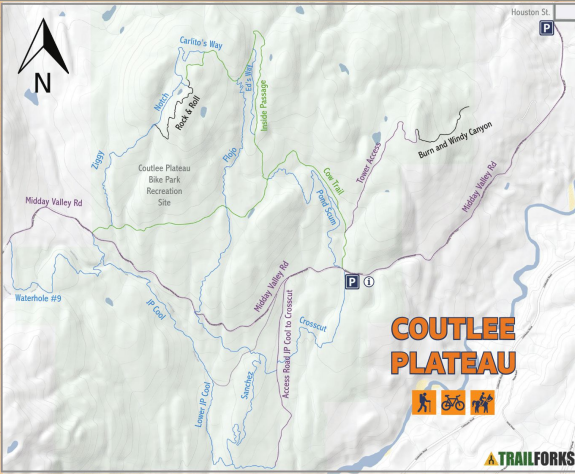 Houston St.
P
N
Carlito's Way
Ed's Way
Inside Passage
Notch
Rock & Roll
Burn and Windy Canyon
Tower Access
Ziggy
Flojo
Coutlee Plateau
Bike Park
Recreation
Site
Cow Trail
Pond Scum
Midday Valley Rd
Midday Valley Rd
Midday Valley Rd
P i
Waterhole #9
JP Cool
Crosscut
Access Road JP Cool to Crosscut
Sanchez
Lower JP Cool
COUTLEE
PLATEAU
TRAILFORKS